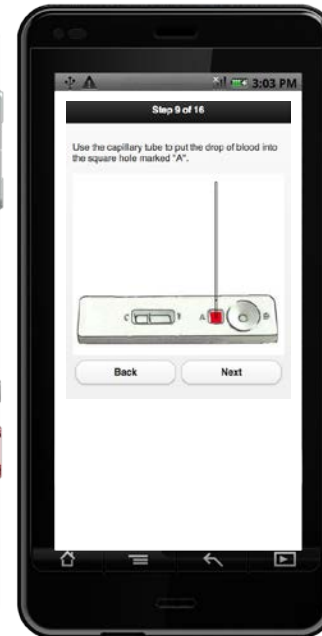 3:03 PM
Step 9 of 16
Use the capillary tube to put the drop of blood into
the square hole marked "A".
C
A
Back
Next